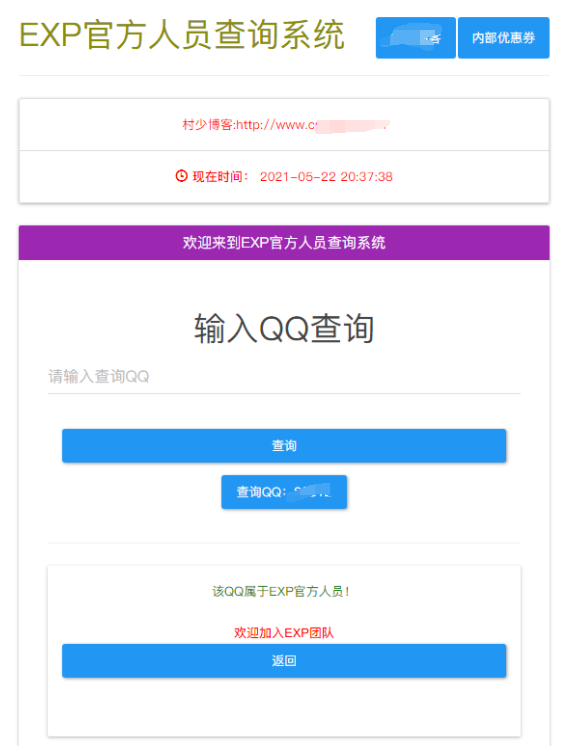 EXP官方人员查询系统
内部优惠券
村少博客:http://www.c
现在时间： 2021-05-22 20:37:38
欢迎来到EXP官方人员查询系统
输入QQ查询
请输入查询QQ
查询
查询QQ:
该QQ属于EXP官方人员！
欢迎加入EXP团队
返回